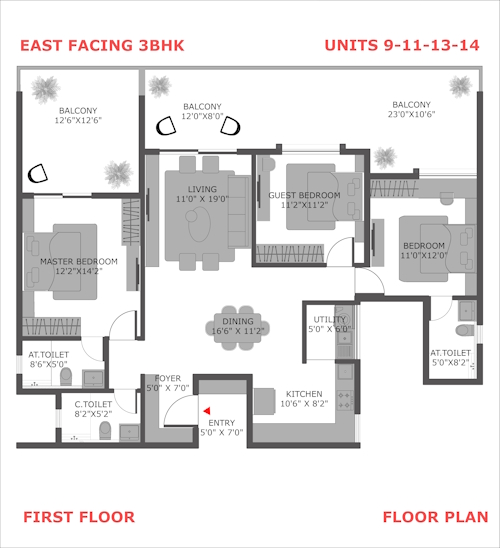 EAST FACING 3BHK
UNITS 9-11-13-14
BALCONY
12'6"X12'6"
BALCONY
12'0"X8'0"
BALCONY
23'0"X10'6"
LIVING
11'0" X 19'0"
GUEST BEDROOM
11'2"X11'2"
MASTER BEDROOM
12'2"X14'2"
BEDROOM
11'0"X12'0"
DINING
16'6" X 11'2"
UTILITY
5'0" X'6'0"
AT.TOILET
8'6"X5'0"
AT.TOILET
5'0"X8'2"
FOYER
5'0" X 7'0"
C.TOILET
8'2"X5'2"
KITCHEN
10'6" X 8'2"
ENTRY
5'0" X 7'0"
FIRST FLOOR
FLOOR PLAN